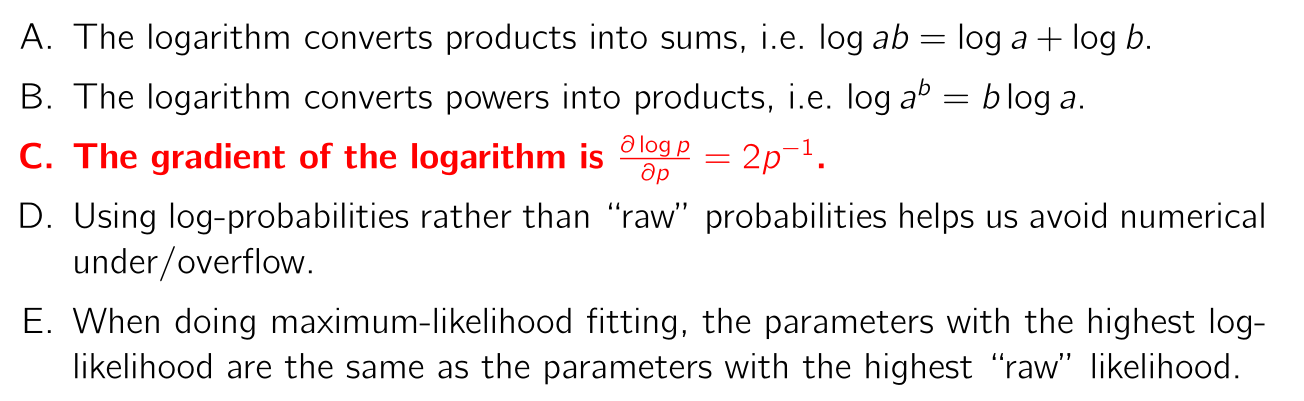 A. The logarithm converts products into sums, i.e. log ab = log a + log b.
B. The logarithm converts powers into products, i.e. log a^b = b log a.
C. The gradient of the logarithm is ∂ log p / ∂p = 2p^−1.
D. Using log-probabilities rather than “raw” probabilities helps us avoid numerical
under/overflow.
E. When doing maximum-likelihood fitting, the parameters with the highest log-
likelihood are the same as the parameters with the highest “raw” likelihood.